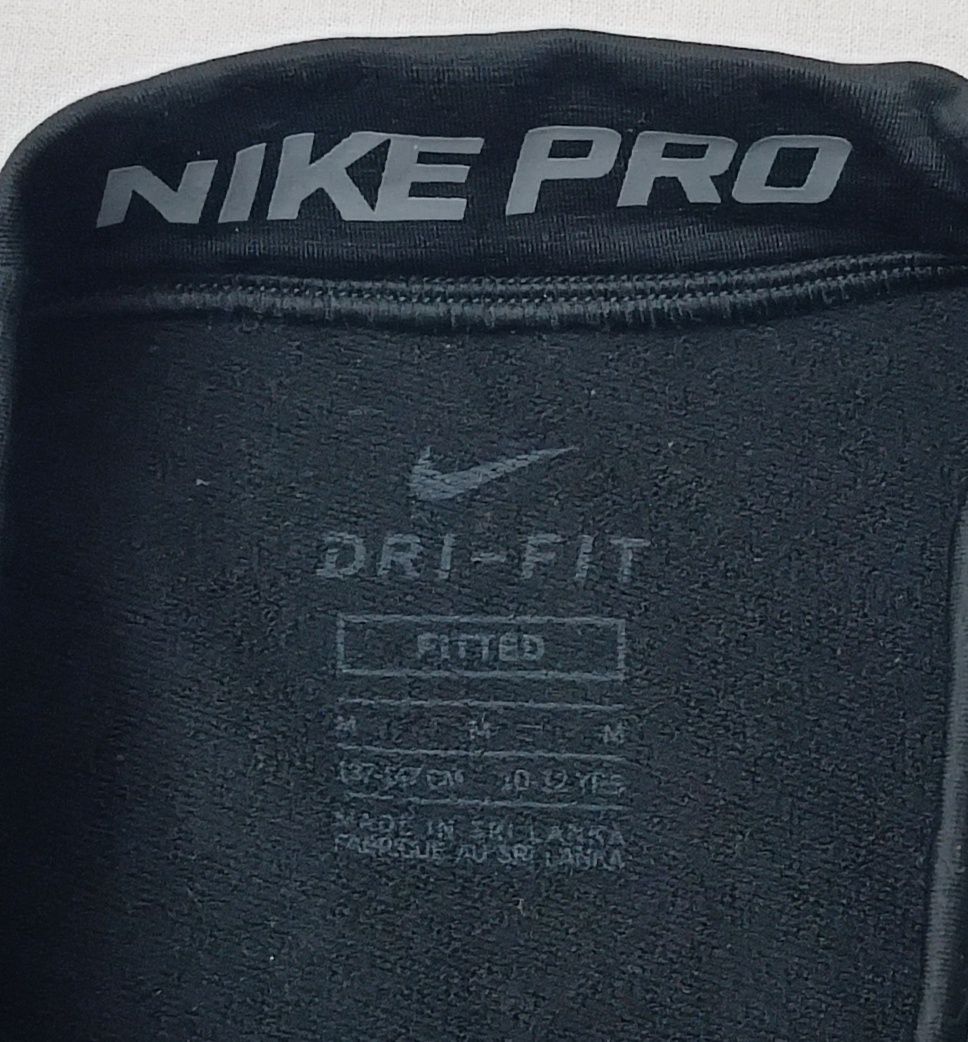 NIKE PRO
DRI-FIT
FITTED
M M M
137-147 CM 10-12 YRS
MADE IN SRI LANKA
FABRIQUÉ AU SRI LANKA